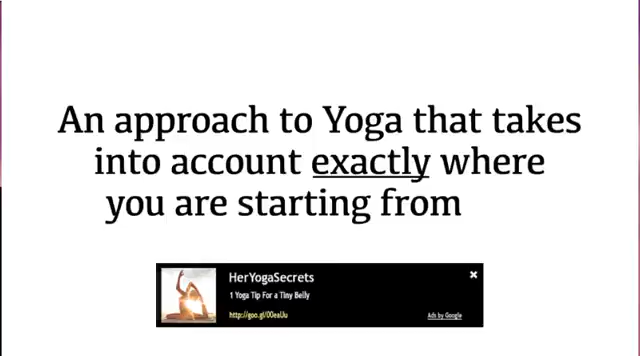 An approach to Yoga that takes
into account exactly where
you are starting from
HerYogaSecrets
1 Yoga Tip For a Tiny Belly
http://goo.gl/00eaUu
Ads by Google